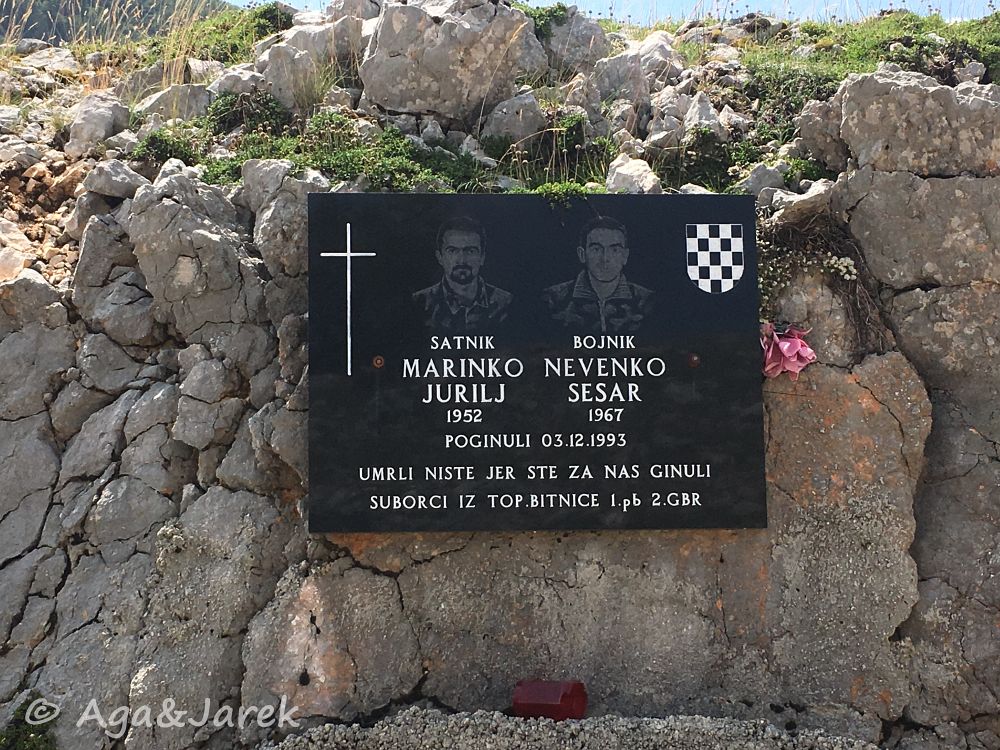 SATNIK BOJNIK
MARINKO NEVENKO
JURILJ SESAR
1952 1967
POGINULI 03.12.1993
UMRLI NISTE JER STE ZA NAS GINULI
SUBORCI IZ TOP.BITNICE 1.pb 2.GBR
© Aga&Jarek